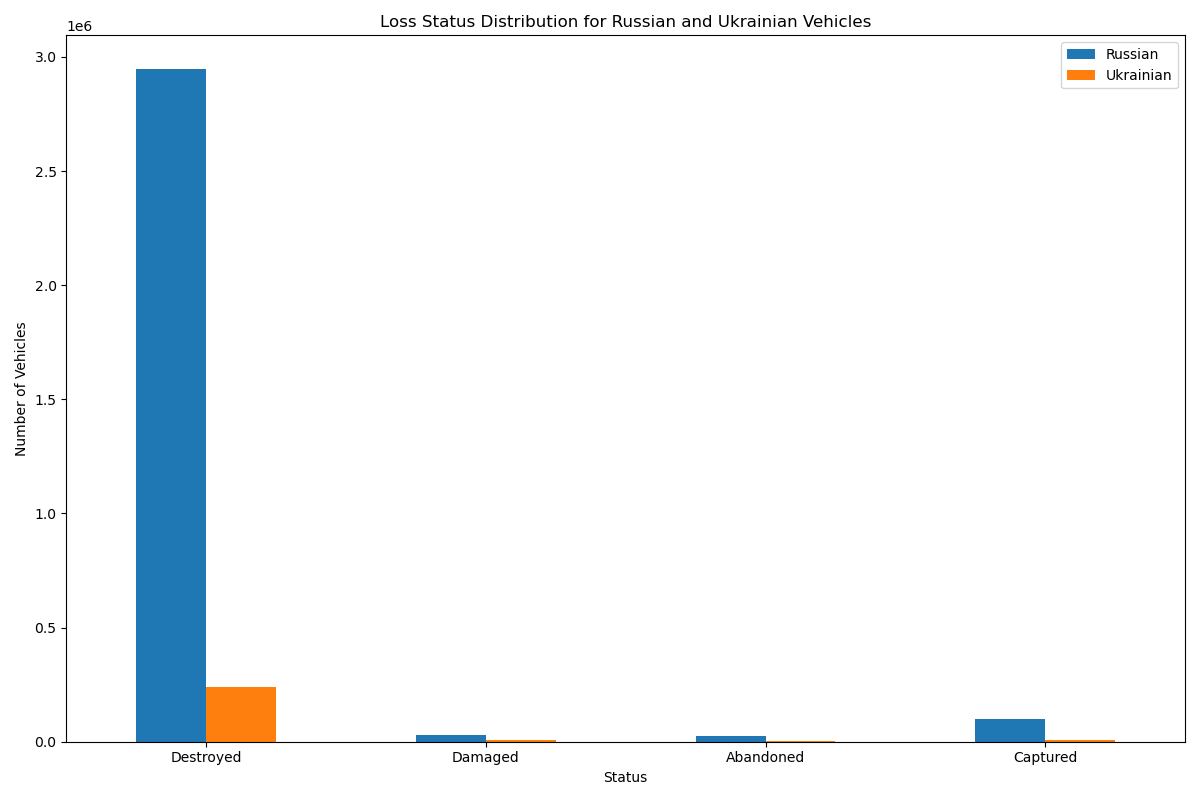 Loss Status Distribution for Russian and Ukrainian Vehicles
1e6
3.0
2.5
2.0
1.5
1.0
0.5
0.0
Number of Vehicles
Russian
Ukrainian
Destroyed
Damaged
Abandoned
Captured
Status